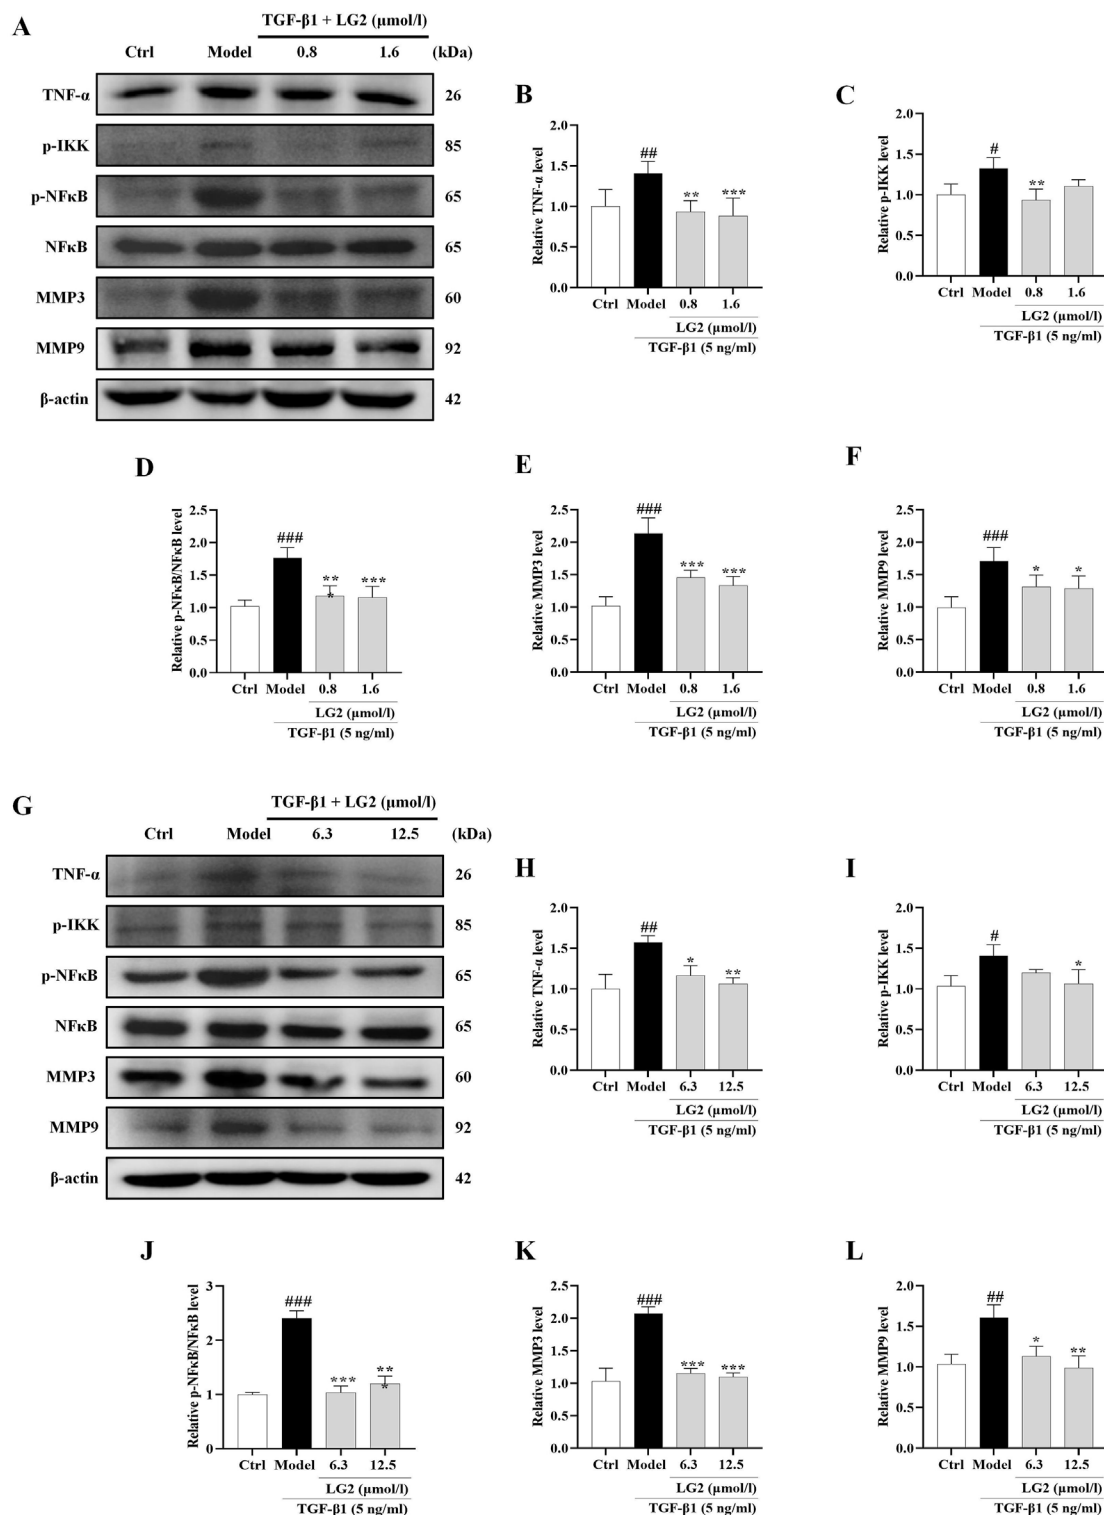 A
TGF-β1 + LG2 (μmol/l)
Ctrl Model 0.8 1.6 (kDa)
TNF-α 26
p-IKK 85
p-NFκB 65
NFκB 65
MMP3 60
MMP9 92
β-actin 42
B
Relative TNF-α level
2.0
1.5
1.0
0.5
0.0
##
**
***
Ctrl Model 0.8 1.6
LG2 (μmol/l)
TGF-β1 (5 ng/ml)
C
Relative p-IKK level
2.0
1.5
1.0
0.5
0.0
#
**
Ctrl Model 0.8 1.6
LG2 (μmol/l)
TGF-β1 (5 ng/ml)
D
Relative p-NFκB/NFκB level
2.5
2.0
1.5
1.0
0.5
0.0
###
**
*
***
Ctrl Model 0.8 1.6
LG2 (μmol/l)
TGF-β1 (5 ng/ml)
E
Relative MMP3 level
2.5
2.0
1.5
1.0
0.5
0.0
###
***
***
Ctrl Model 0.8 1.6
LG2 (μmol/l)
TGF-β1 (5 ng/ml)
F
Relative MMP9 level
2.5
2.0
1.5
1.0
0.5
0.0
###
*
*
Ctrl Model 0.8 1.6
LG2 (μmol/l)
TGF-β1 (5 ng/ml)
G
TGF-β1 + LG2 (μmol/l)
Ctrl Model 6.3 12.5 (kDa)
TNF-α 26
p-IKK 85
p-NFκB 65
NFκB 65
MMP3 60
MMP9 92
β-actin 42
H
Relative TNF-α level
2.0
1.5
1.0
0.5
0.0
##
*
**
Ctrl Model 6.3 12.5
LG2 (μmol/l)
TGF-β1 (5 ng/ml)
I
Relative p-IKK level
2.0
1.5
1.0
0.5
0.0
#
*
Ctrl Model 6.3 12.5
LG2 (μmol/l)
TGF-β1 (5 ng/ml)
J
Relative p-NFκB/NFκB level
3
2
1
0
###
***
**
*
Ctrl Model 6.3 12.5
LG2 (μmol/l)
TGF-β1 (5 ng/ml)
K
Relative MMP3 level
2.5
2.0
1.5
1.0
0.5
0.0
###
***
***
Ctrl Model 6.3 12.5
LG2 (μmol/l)
TGF-β1 (5 ng/ml)
L
Relative MMP9 level
2.0
1.5
1.0
0.5
0.0
##
*
**
Ctrl Model 6.3 12.5
LG2 (μmol/l)
TGF-β1 (5 ng/ml)